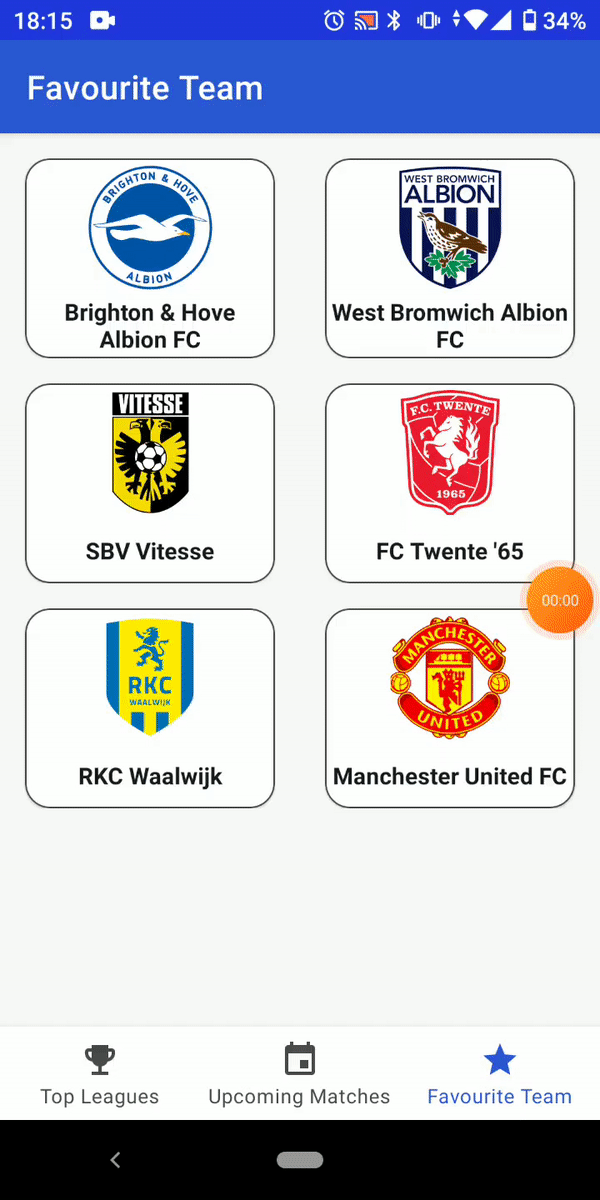 18:15
34%
Favourite Team
BRIGHTON & HOVE
ALBION
Brighton & Hove
Albion FC
WEST BROMWICH
ALBION
West Bromwich Albion
FC
VITESSE
SBV Vitesse
F.C. TWENTE
1965
FC Twente '65
00:00
RKC
WAALWIJK
RKC Waalwijk
MANCHESTER
UNITED
Manchester United FC
Top Leagues
Upcoming Matches
Favourite Team